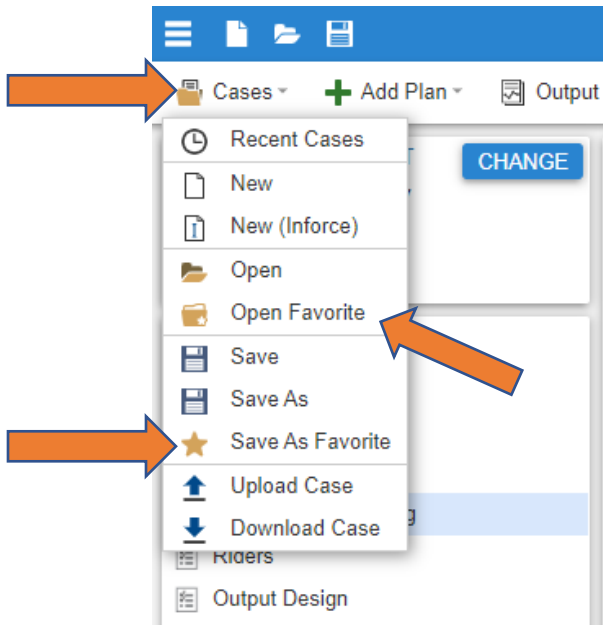 Cases
Add Plan
Output
Recent Cases
CHANGE
New
New (Inforce)
Open
Open Favorite
Save
Save As
Save As Favorite
Upload Case
Download Case
Riders
Output Design